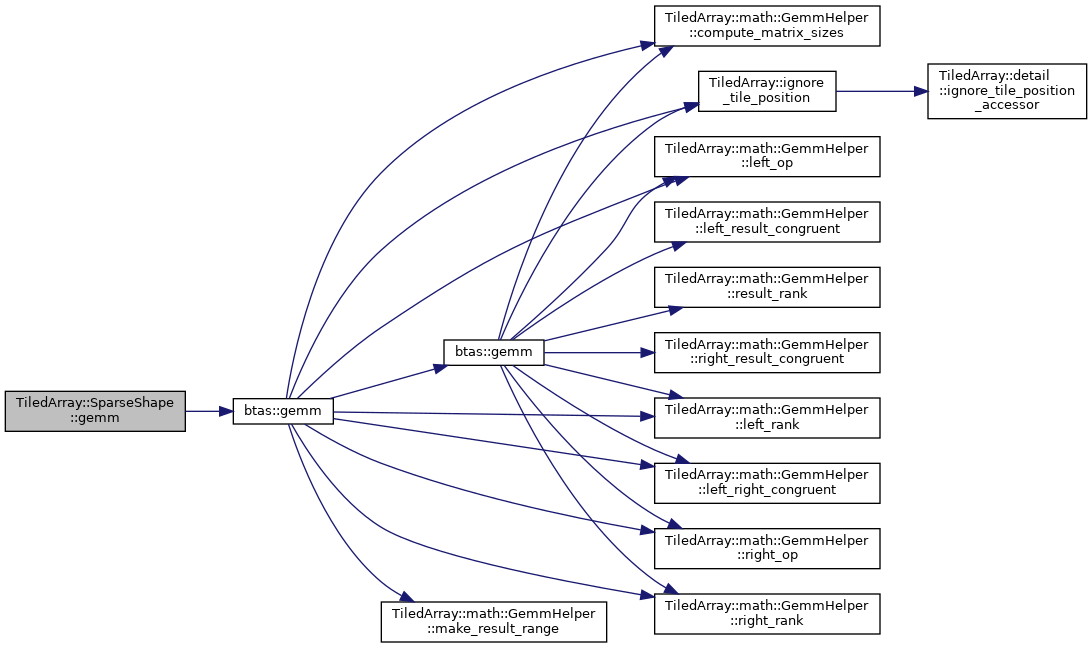 TiledArray::SparseShape
::gemm
btas::gemm
btas::gemm
TiledArray::math::GemmHelper
::make_result_range
TiledArray::math::GemmHelper
::compute_matrix_sizes
TiledArray::ignore
_tile_position
TiledArray::detail
::ignore_tile_position
_accessor
TiledArray::math::GemmHelper
::left_op
TiledArray::math::GemmHelper
::left_result_congruent
TiledArray::math::GemmHelper
::result_rank
TiledArray::math::GemmHelper
::right_result_congruent
TiledArray::math::GemmHelper
::left_rank
TiledArray::math::GemmHelper
::left_right_congruent
TiledArray::math::GemmHelper
::right_op
TiledArray::math::GemmHelper
::right_rank